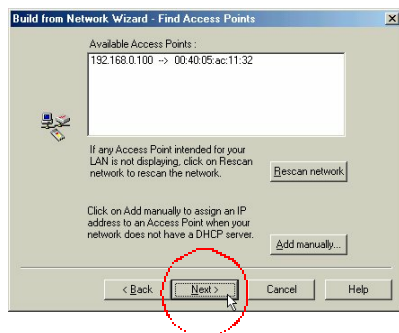 Build from Network Wizard - Find Access Points
Available Access Points :
192.168.0.100 --> 00:40:05:ac:11:32
If any Access Point intended for your
LAN is not displaying, click on Rescan
network to rescan the network.
Rescan network
Click on Add manually to assign an IP
address to an Access Point when your
network does not have a DHCP server.
Add manually...
< Back
Next >
Cancel
Help